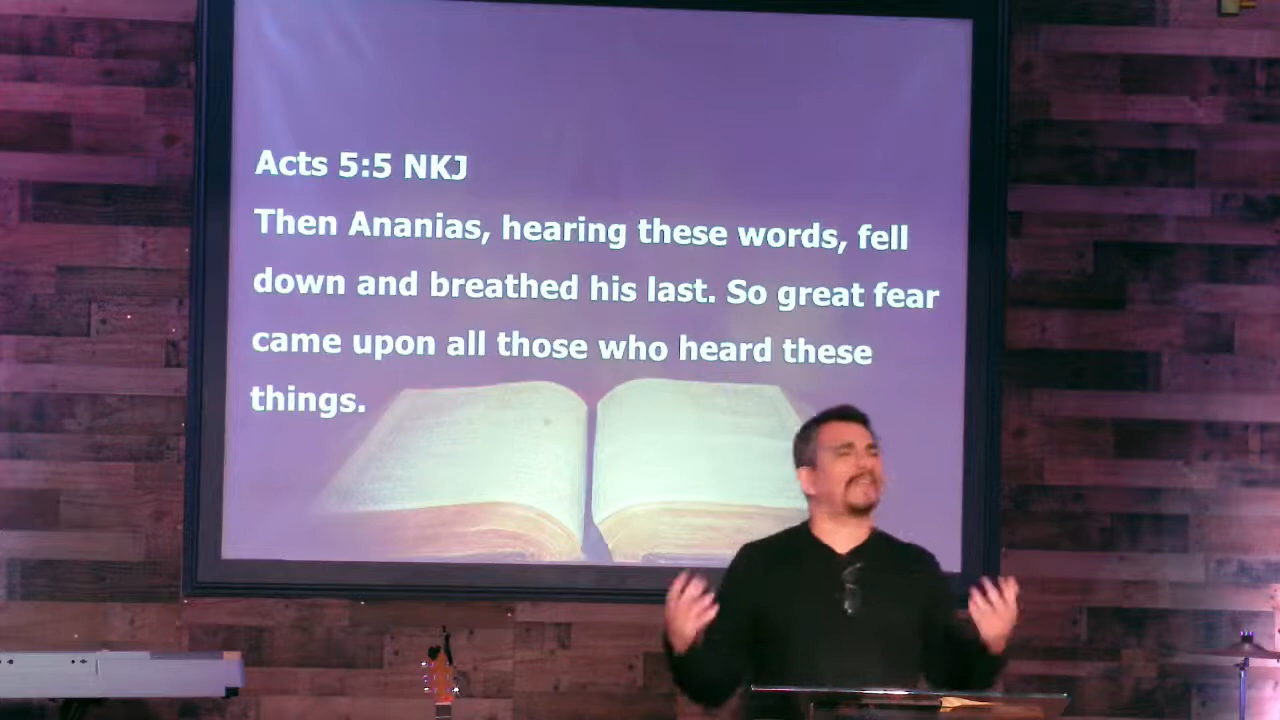 Acts 5:5 NKJ
Then Ananias, hearing these words, fell
down and breathed his last. So great fear
came upon all those who heard these
things.